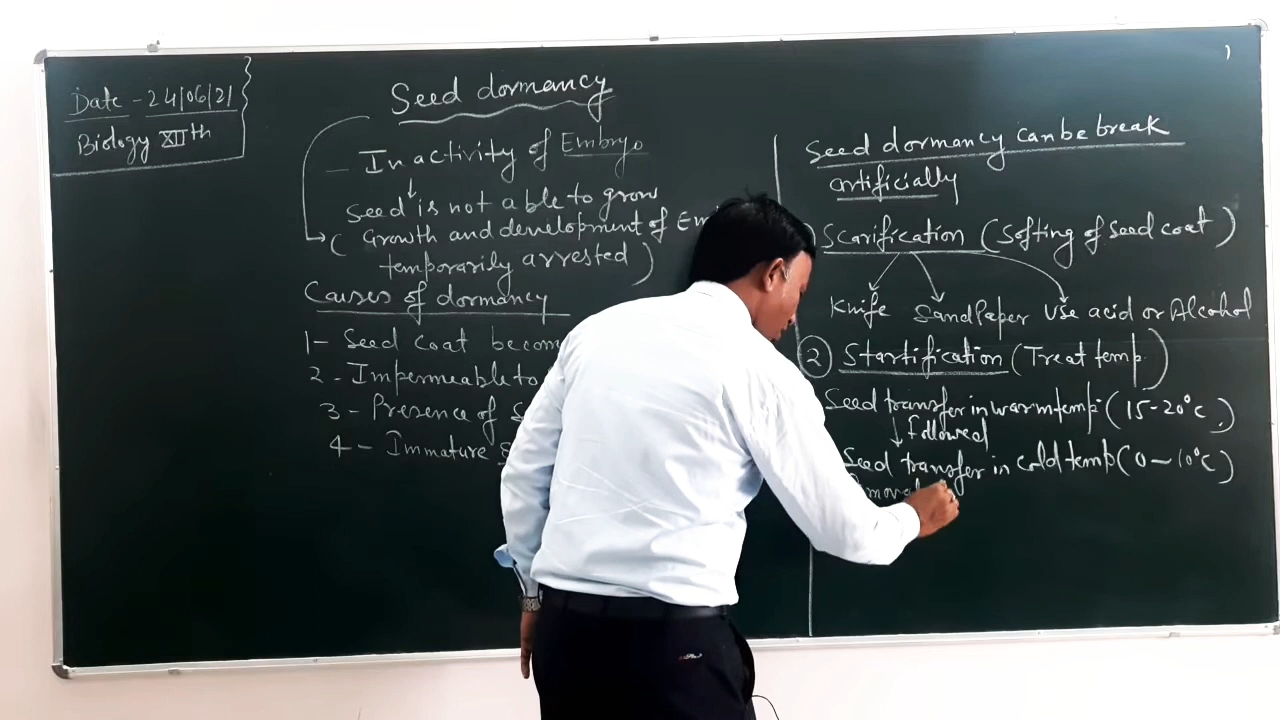 Date - 24/06/21
Biology XIIth
Seed dormancy
- Inactivity of Embryo
Seed is not able to grow
( Growth and development of
temporarily arrested )
Causes of dormancy
1- Seed coat
2- Impermeable to
3- Presence of
4- Immature
Seed dormancy can be break
artificially
Scarification (Softing of seed coat)
Knife Sandpaper Use acid or Alcohol
2 Startification (Treat temp.)
Seed transfer in warm temp. (15-20°C)
followed
Seed transfer in cold temp (0-10°C)